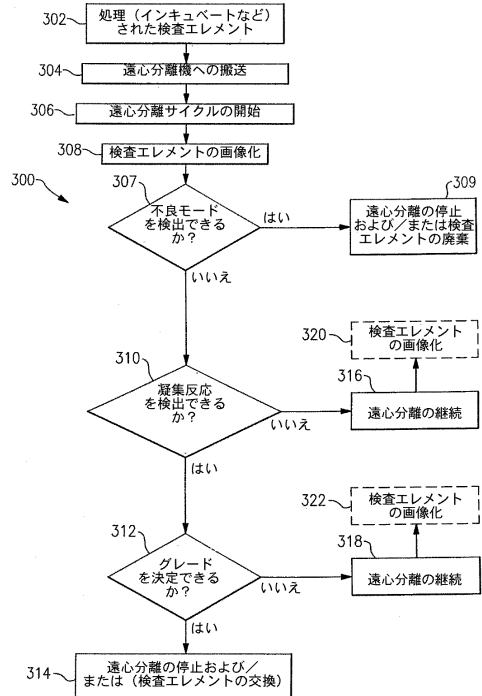 302
処理（インキュベートなど）
された検査エレメント
304
遠心分離機への搬送
306
遠心分離サイクルの開始
308
検査エレメントの画像化
300
307
不良モード
を検出できる
か？
はい
いいえ
309
遠心分離の停止
および／または検査
エレメントの廃棄
310
凝集反応
を検出できる
か？
いいえ
はい
320
検査エレメント
の画像化
316
遠心分離の継続
312
グレード
を決定できる
か？
いいえ
はい
322
検査エレメント
の画像化
318
遠心分離の継続
314
遠心分離の停止および／
または（検査エレメントの交換）